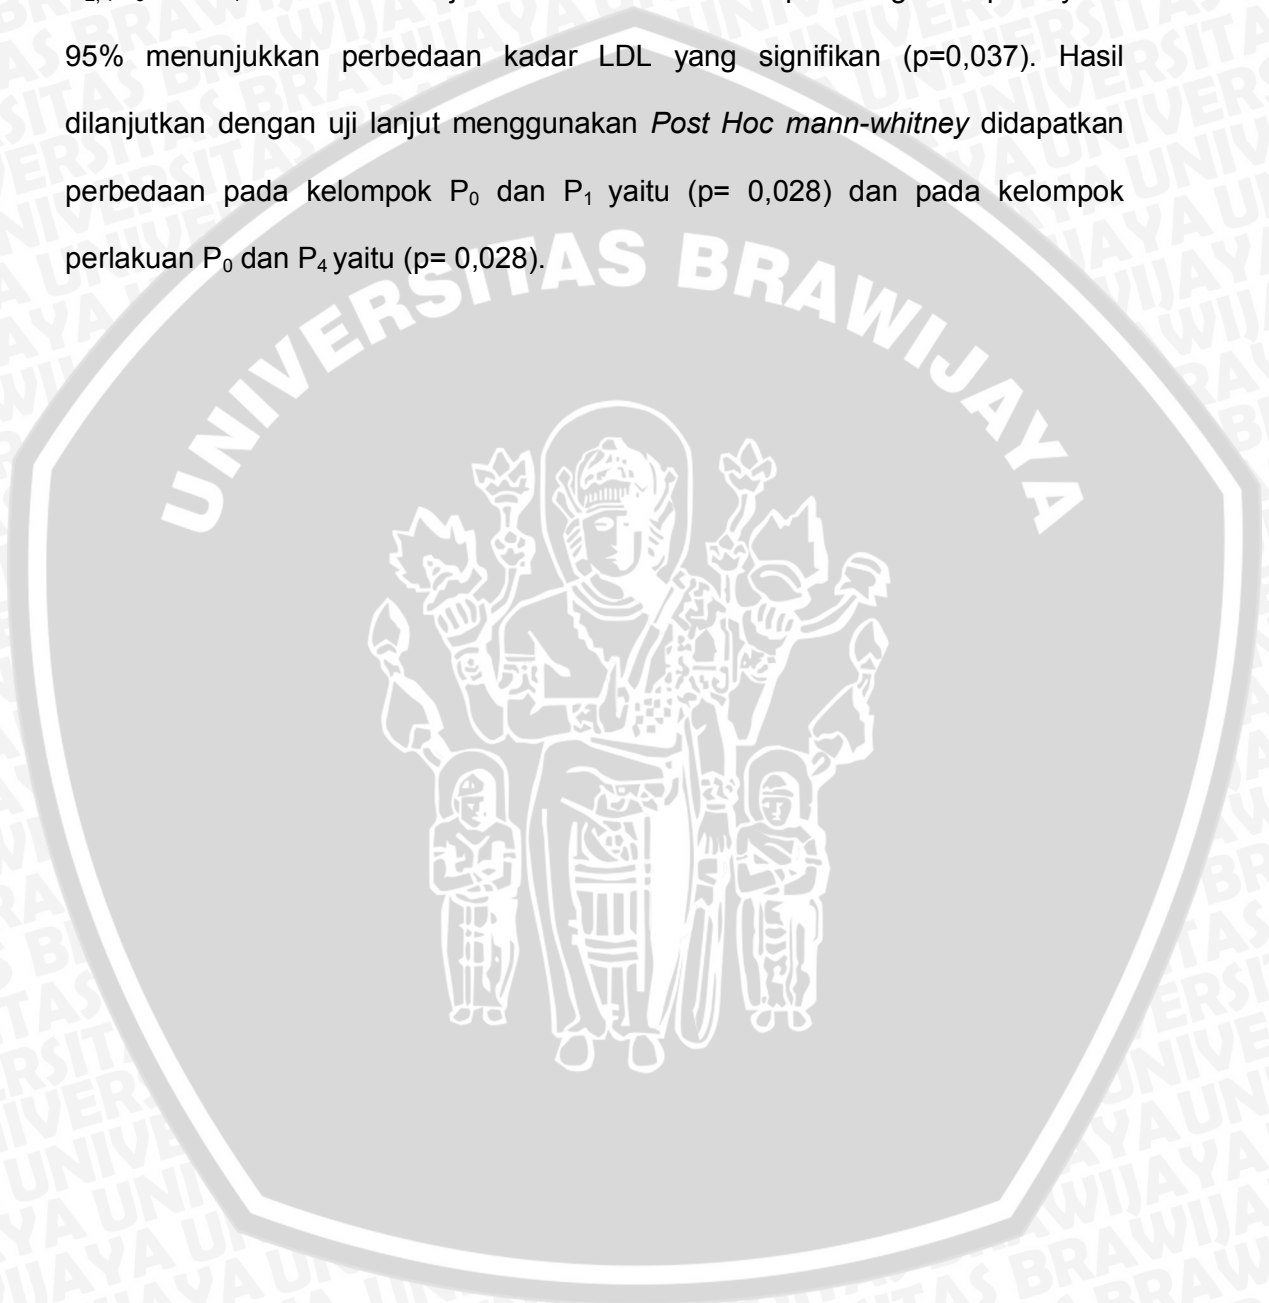 95% menunjukkan perbedaan kadar LDL yang signifikan (p=0,037). Hasil
dilanjutkan dengan uji lanjut menggunakan Post Hoc mann-whitney didapatkan
perbedaan pada kelompok P₀ dan P₁ yaitu (p= 0,028) dan pada kelompok
perlakuan P₀ dan P₄ yaitu (p= 0,028).
UNIVERSITAS BRAWIJAYA